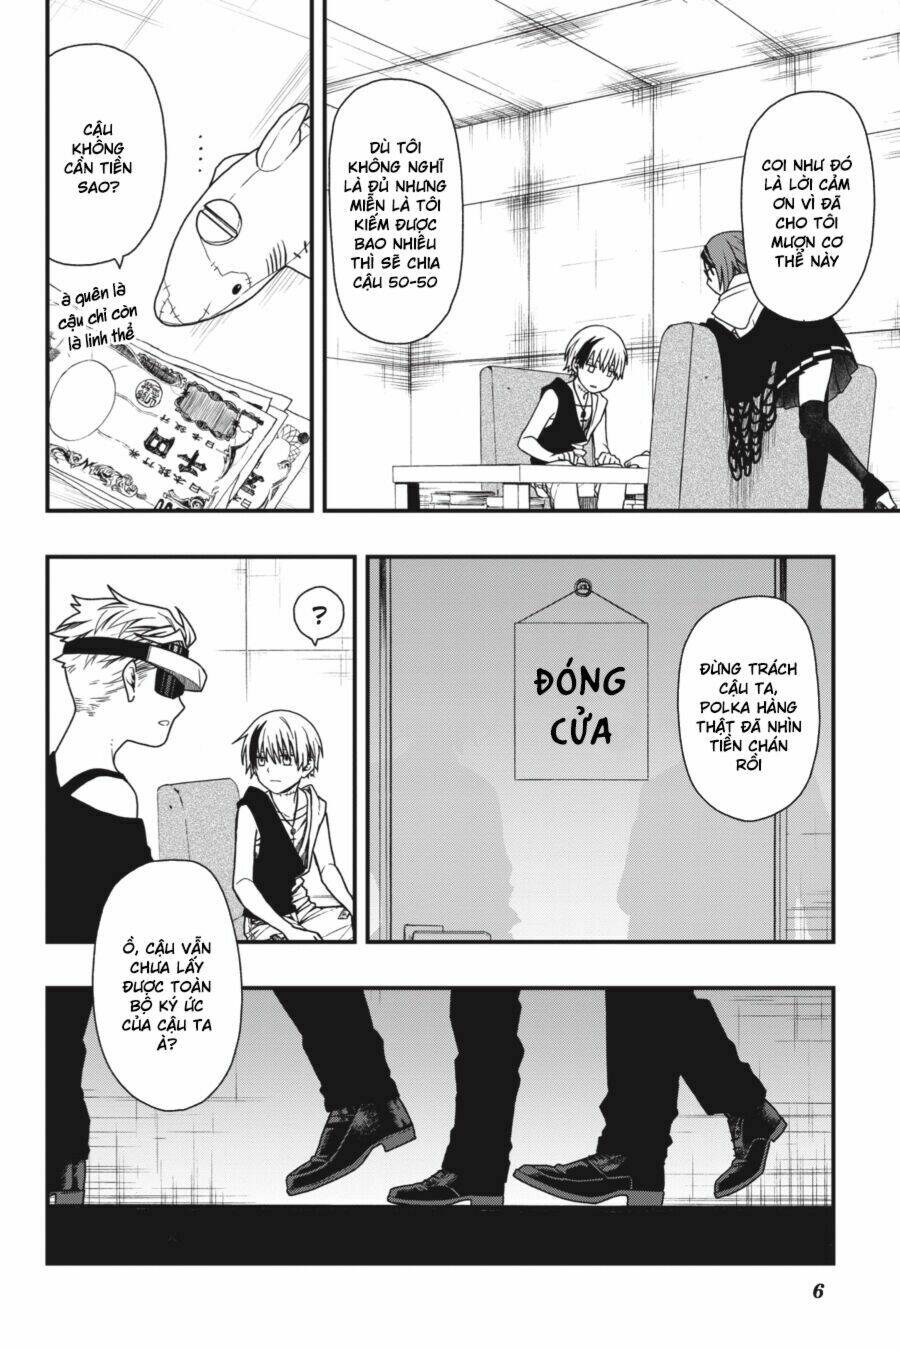 COI NHƯ ĐÓ
LÀ LỜI CẢM
ƠN VÌ ĐÃ
CHO TÔI
MƯỢN CƠ
THỂ NÀY
DÙ TÔI
KHÔNG NGHĨ
LÀ ĐỦ NHƯNG
MIỄN LÀ TÔI
KIẾM ĐƯỢC
BAO NHIÊU
THÌ SẼ CHIA
CẬU 50-50
CẬU
KHÔNG
CẦN TIỀN
SAO?
à quên là
cậu chỉ còn
là linh thể
ĐỪNG TRÁCH
CẬU TA,
POLKA HÀNG
THẬT ĐÃ NHÌN
TIỀN CHÁN
RỒI
ĐÓNG
CỬA
?
Ồ, CẬU VẪN
CHƯA LẤY
ĐƯỢC TOÀN
BỘ KÝ ỨC
CỦA CẬU TA
À?
6